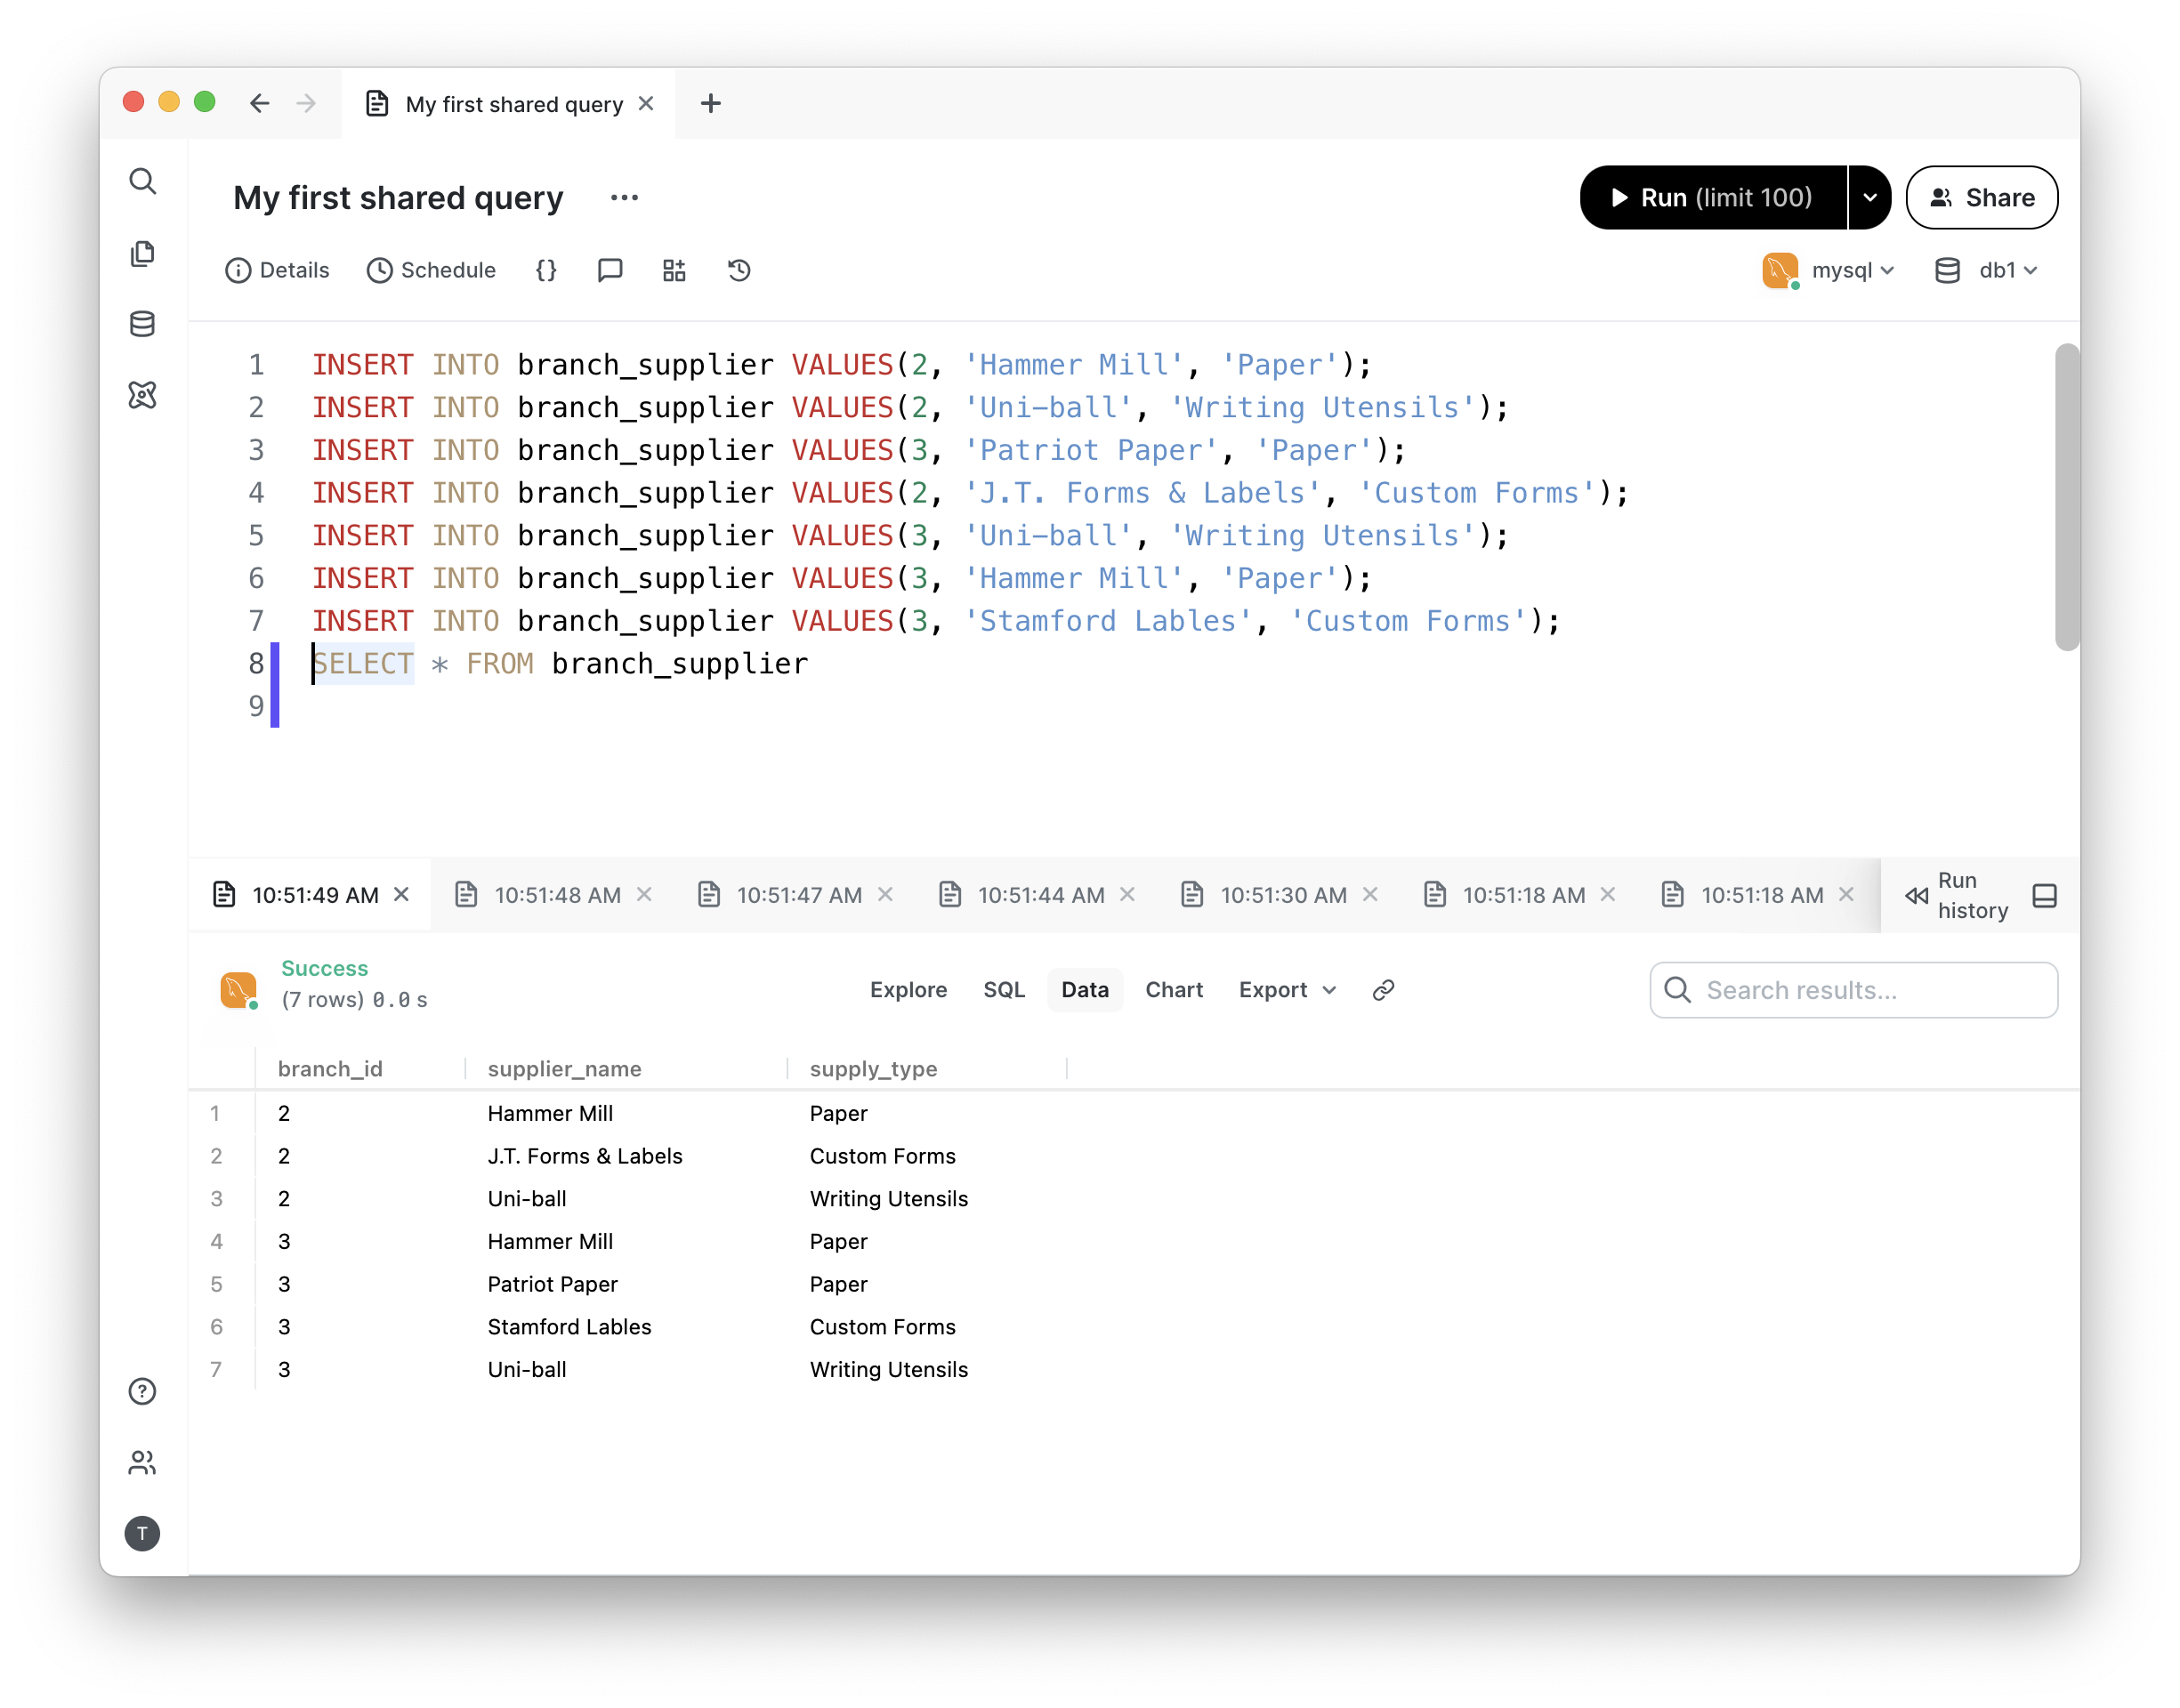 My first shared query
My first shared query
Run (limit 100)
Share
Details Schedule {} mysql db1
1 INSERT INTO branch_supplier VALUES(2, 'Hammer Mill', 'Paper');
2 INSERT INTO branch_supplier VALUES(2, 'Uni-ball', 'Writing Utensils');
3 INSERT INTO branch_supplier VALUES(3, 'Patriot Paper', 'Paper');
4 INSERT INTO branch_supplier VALUES(2, 'J.T. Forms & Labels', 'Custom Forms');
5 INSERT INTO branch_supplier VALUES(3, 'Uni-ball', 'Writing Utensils');
6 INSERT INTO branch_supplier VALUES(3, 'Hammer Mill', 'Paper');
7 INSERT INTO branch_supplier VALUES(3, 'Stamford Lables', 'Custom Forms');
8 SELECT * FROM branch_supplier
9
10:51:49 AM 10:51:48 AM 10:51:47 AM 10:51:44 AM 10:51:30 AM 10:51:18 AM 10:51:18 AM
Run
history
Success
(7 rows) 0.0 s
Explore SQL Data Chart Export
Search results...
branch_id supplier_name supply_type
1 2 Hammer Mill Paper
2 2 J.T. Forms & Labels Custom Forms
3 2 Uni-ball Writing Utensils
4 3 Hammer Mill Paper
5 3 Patriot Paper Paper
6 3 Stamford Lables Custom Forms
7 3 Uni-ball Writing Utensils
?
T